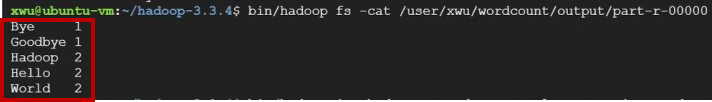 xwu@ubuntu-vm:~/hadoop-3.3.4$ bin/hadoop fs -cat /user/xwu/wordcount/output/part-r-00000
Bye 1
Goodbye 1
Hadoop 2
Hello 2
World 2